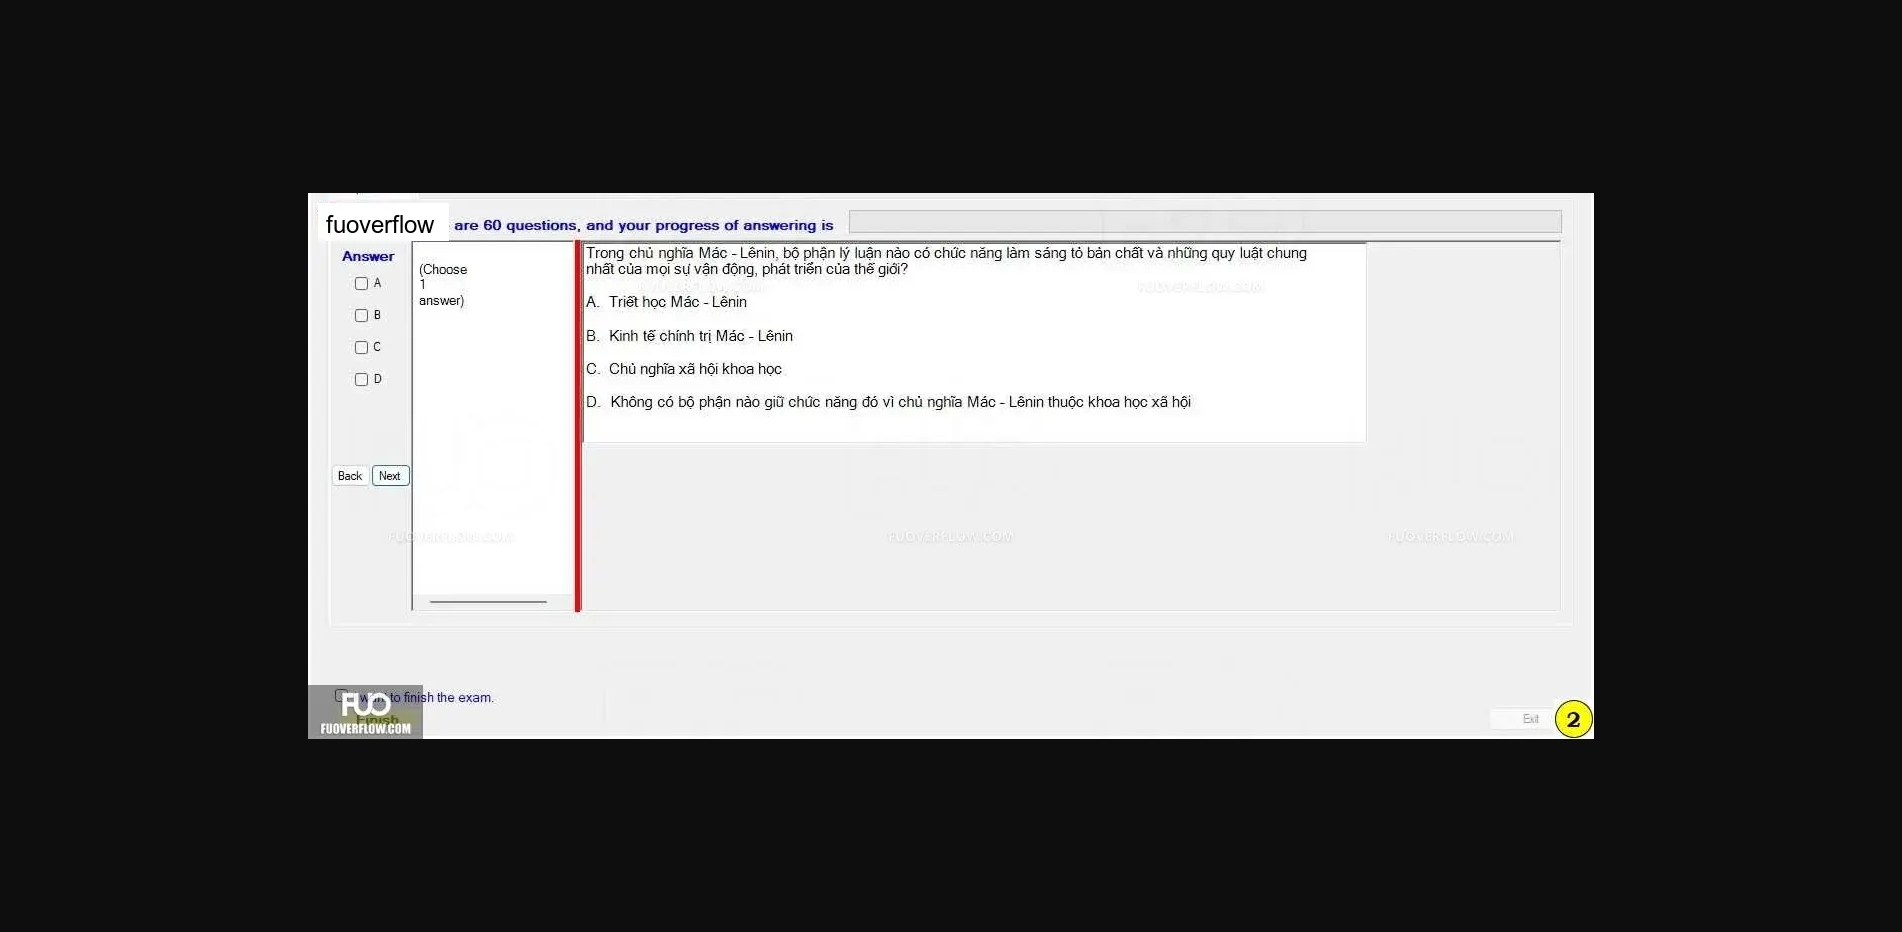 fuoverflow are 60 questions, and your progress of answering is
Answer
A
B
C
D
(Choose
1
answer)
Trong chủ nghĩa Mác - Lênin, bộ phận lý luận nào có chức năng làm sáng tỏ bản chất và những quy luật chung
nhất của mọi sự vận động, phát triển của thế giới?
A. Triết học Mác - Lênin
B. Kinh tế chính trị Mác - Lênin
C. Chủ nghĩa xã hội khoa học
D. Không có bộ phận nào giữ chức năng đó vì chủ nghĩa Mác - Lênin thuộc khoa học xã hội
Back Next
FUOVERFLOW.COM
FUOVERFLOW.COM
FUOVERFLOW.COM
FUOVERFLOW.COM
FUOVERFLOW.COM
want to finish the exam.
FUO
Finish
FUOVERFLOW.COM
Exit
2